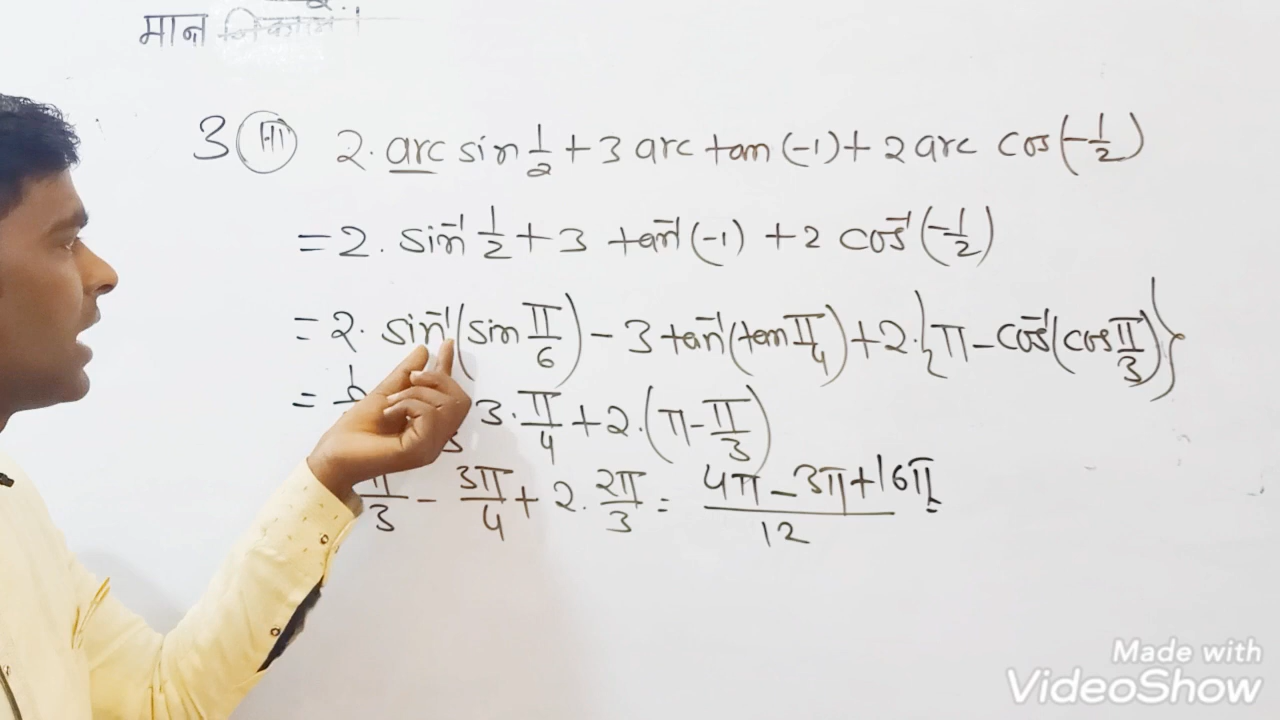 मान निकालें।
3 (iii) 2. arc sin 1/2 + 3 arc tan (-1) + 2 arc cos (-1/2)
= 2. sin⁻¹ 1/2 + 3 tan⁻¹ (-1) + 2 cos⁻¹ (-1/2)
= 2. sin⁻¹ (sin π/6) - 3 tan⁻¹ (tan π/4) + 2. {π - cos⁻¹ (cos π/3)}
= 3. π/4 + 2. (π - π/3)
π/3 - 3π/4 + 2. 2π/3 = (4π - 3π + 16π)/12
Made with
VideoShow